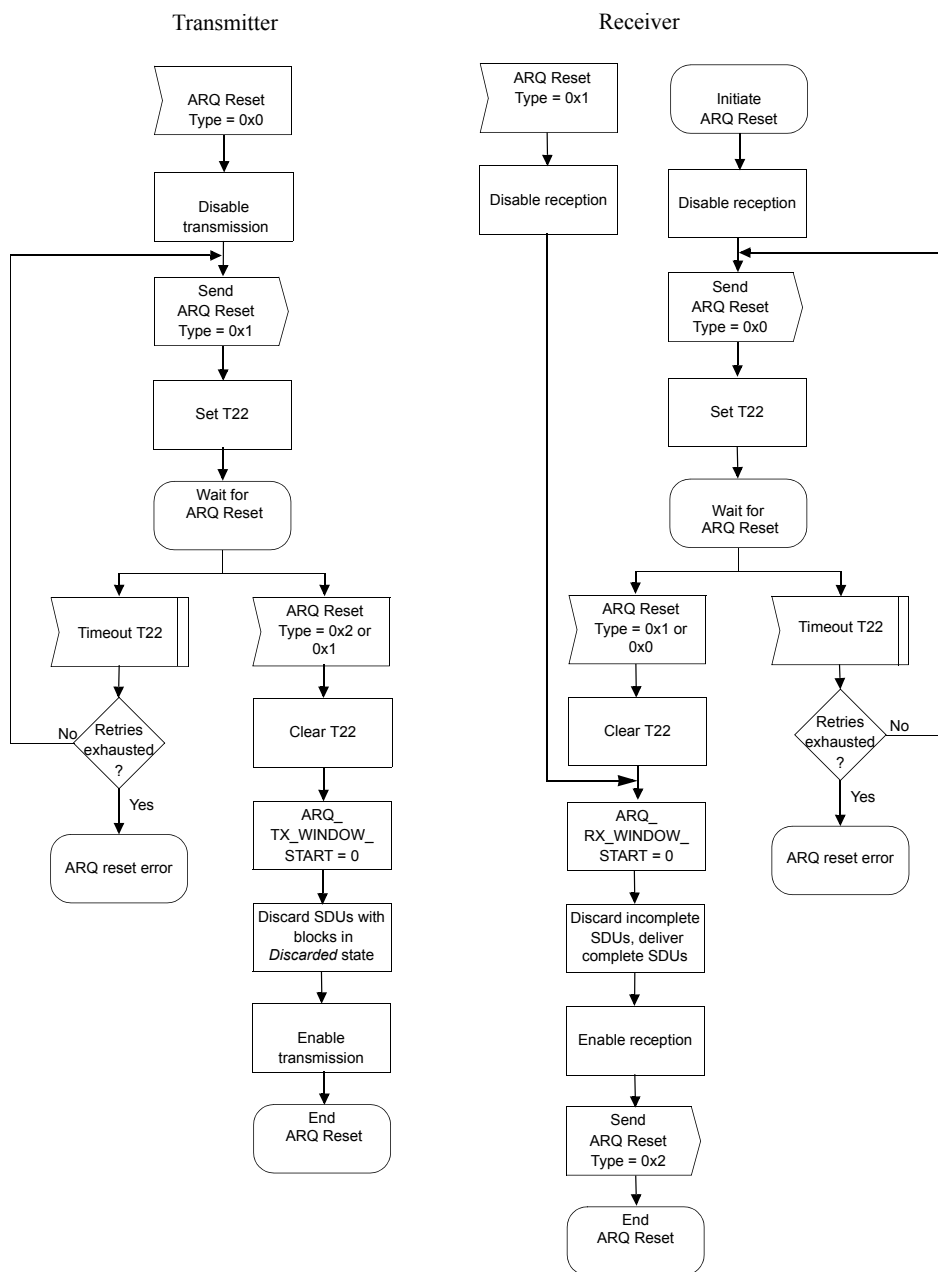 Transmitter
ARQ Reset
Type = 0x0
Disable
transmission
Send
ARQ Reset
Type = 0x1
Set T22
Wait for
ARQ Reset
Timeout T22
ARQ Reset
Type = 0x2 or
0x1
No
Retries
exhausted
?
Yes
ARQ reset error
Clear T22
ARQ_
TX_WINDOW_
START = 0
Discard SDUs with
blocks in
Discarded state
Enable
transmission
End
ARQ Reset
Receiver
ARQ Reset
Type = 0x1
Disable reception
Initiate
ARQ Reset
Disable reception
Send
ARQ Reset
Type = 0x0
Set T22
Wait for
ARQ Reset
ARQ Reset
Type = 0x1 or
0x0
Timeout T22
Clear T22
Retries
exhausted
?
No
Yes
ARQ reset error
ARQ_
RX_WINDOW_
START = 0
Discard incomplete
SDUs, deliver
complete SDUs
Enable reception
Send
ARQ Reset
Type = 0x2
End
ARQ Reset